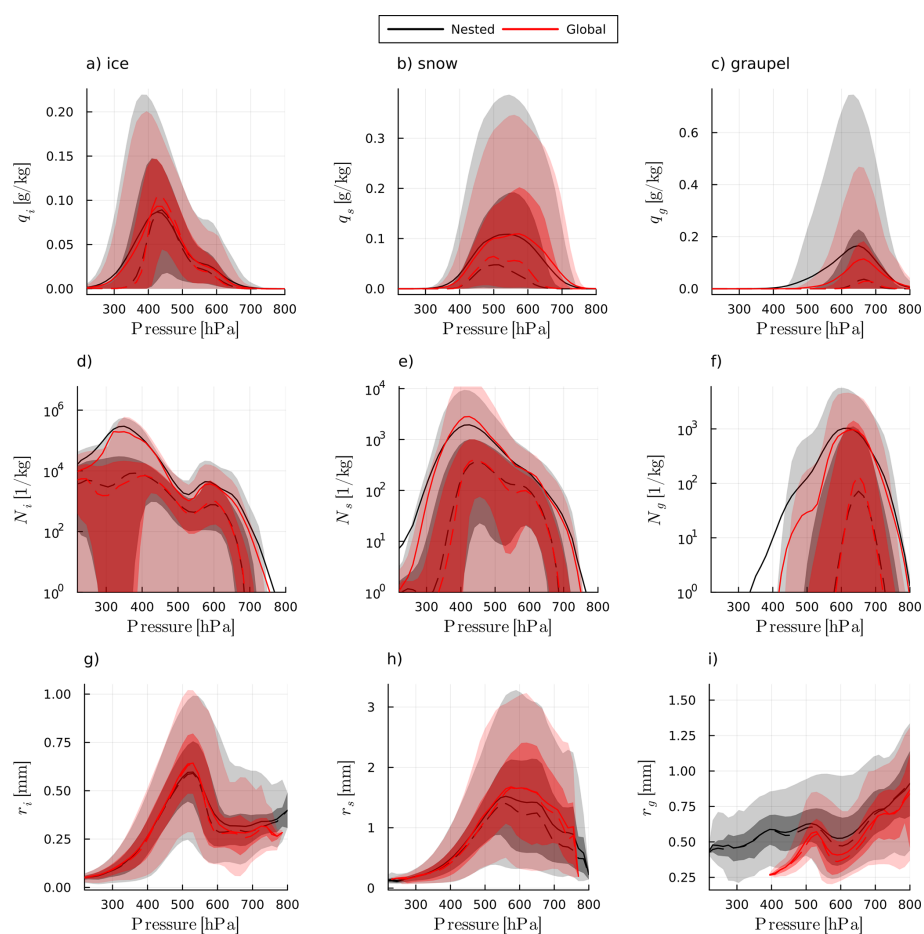 Nested Global
a) ice b) snow c) graupel
q_i [g/kg]
0.20
0.15
0.10
0.05
0.00
300 400 500 600 700 800
Pressure [hPa]
q_s [g/kg]
0.3
0.2
0.1
0.0
300 400 500 600 700 800
Pressure [hPa]
q_g [g/kg]
0.6
0.4
0.2
0.0
300 400 500 600 700 800
Pressure [hPa]
d) e) f)
N_i [1/kg]
10^6
10^4
10^2
10^0
300 400 500 600 700 800
Pressure [hPa]
N_s [1/kg]
10^4
10^3
10^2
10^1
10^0
300 400 500 600 700 800
Pressure [hPa]
N_g [1/kg]
10^3
10^2
10^1
10^0
300 400 500 600 700 800
Pressure [hPa]
g) h) i)
r_i [mm]
1.00
0.75
0.50
0.25
0.00
300 400 500 600 700 800
Pressure [hPa]
r_s [mm]
3
2
1
0
300 400 500 600 700 800
Pressure [hPa]
r_g [mm]
1.50
1.25
1.00
0.75
0.50
0.25
300 400 500 600 700 800
Pressure [hPa]